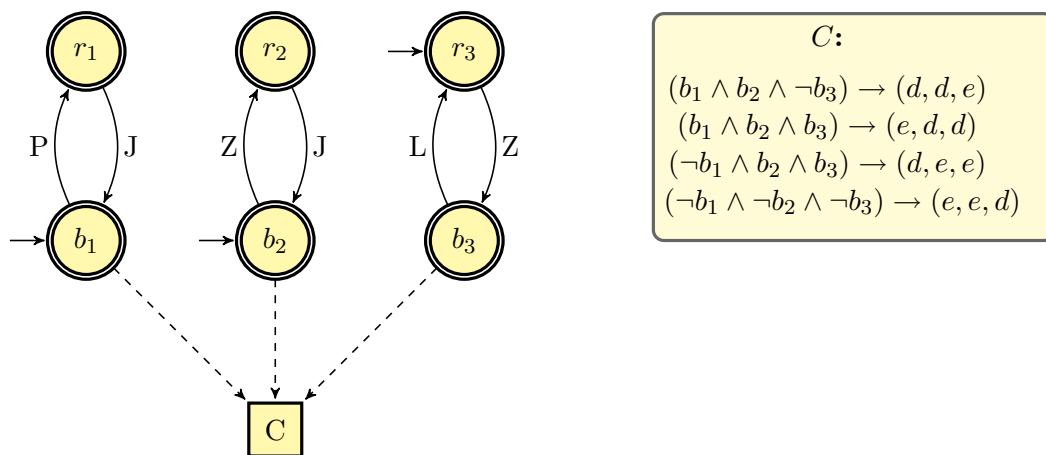 r₁ r₂ r₃
P J Z J L Z
b₁ b₂ b₃
C
C:
(b₁ ∧ b₂ ∧ ¬b₃) → (d, d, e)
(b₁ ∧ b₂ ∧ b₃) → (e, d, d)
(¬b₁ ∧ b₂ ∧ b₃) → (d, e, e)
(¬b₁ ∧ ¬b₂ ∧ ¬b₃) → (e, e, d)